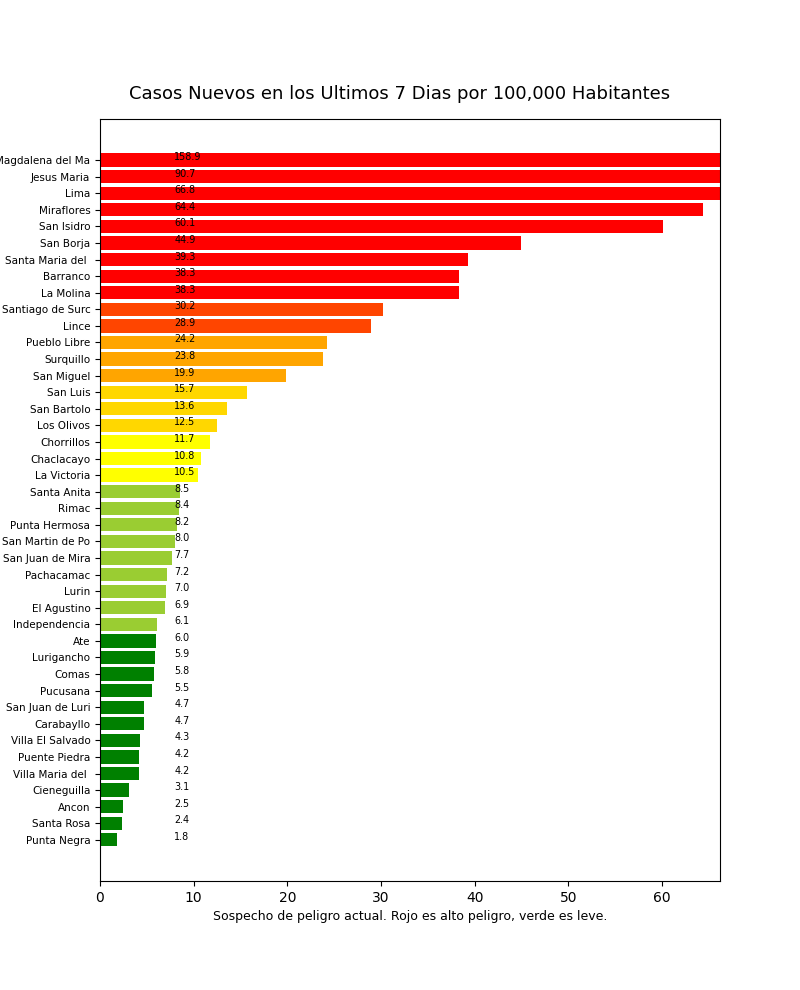 Casos Nuevos en los Ultimos 7 Dias por 100,000 Habitantes
Magdalena del Ma 158.9
Jesus Maria 90.7
Lima 66.8
Miraflores 64.4
San Isidro 60.1
San Borja 44.9
Santa Maria del 39.3
Barranco 38.3
La Molina 38.3
Santiago de Surc 30.2
Lince 28.9
Pueblo Libre 24.2
Surquillo 23.8
San Miguel 19.9
San Luis 15.7
San Bartolo 13.6
Los Olivos 12.5
Chorrillos 11.7
Chaclacayo 10.8
La Victoria 10.5
Santa Anita 8.5
Rimac 8.4
Punta Hermosa 8.2
San Martin de Po 8.0
San Juan de Mira 7.7
Pachacamac 7.2
Lurin 7.0
El Agustino 6.9
Independencia 6.1
Ate 6.0
Lurigancho 5.9
Comas 5.8
Pucusana 5.5
San Juan de Luri 4.7
Carabayllo 4.7
Villa El Salvado 4.3
Puente Piedra 4.2
Villa Maria del 4.2
Cieneguilla 3.1
Ancon 2.5
Santa Rosa 2.4
Punta Negra 1.8
0 10 20 30 40 50 60
Sospecho de peligro actual. Rojo es alto peligro, verde es leve.